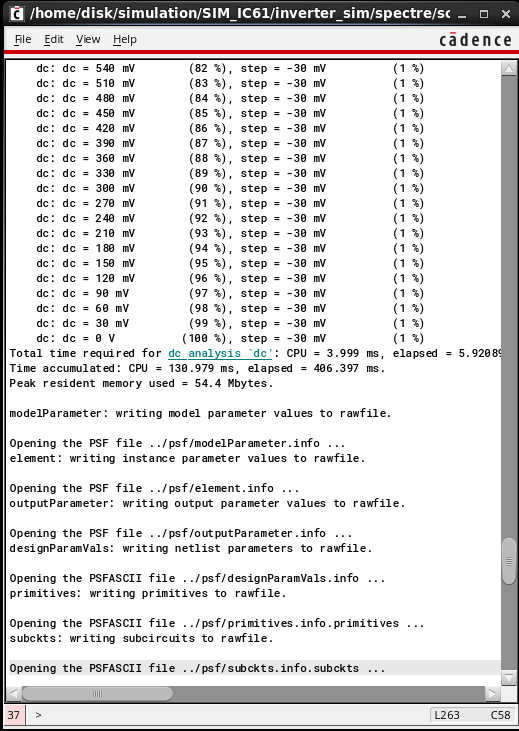 /home/disk/simulation/SIM_IC61/inverter_sim/spectre/sc
File Edit View Help
cādence
dc: dc = 540 mV (82 %), step = -30 mV (1 %)
dc: dc = 510 mV (83 %), step = -30 mV (1 %)
dc: dc = 480 mV (84 %), step = -30 mV (1 %)
dc: dc = 450 mV (85 %), step = -30 mV (1 %)
dc: dc = 420 mV (86 %), step = -30 mV (1 %)
dc: dc = 390 mV (87 %), step = -30 mV (1 %)
dc: dc = 360 mV (88 %), step = -30 mV (1 %)
dc: dc = 330 mV (89 %), step = -30 mV (1 %)
dc: dc = 300 mV (90 %), step = -30 mV (1 %)
dc: dc = 270 mV (91 %), step = -30 mV (1 %)
dc: dc = 240 mV (92 %), step = -30 mV (1 %)
dc: dc = 210 mV (93 %), step = -30 mV (1 %)
dc: dc = 180 mV (94 %), step = -30 mV (1 %)
dc: dc = 150 mV (95 %), step = -30 mV (1 %)
dc: dc = 120 mV (96 %), step = -30 mV (1 %)
dc: dc = 90 mV (97 %), step = -30 mV (1 %)
dc: dc = 60 mV (98 %), step = -30 mV (1 %)
dc: dc = 30 mV (99 %), step = -30 mV (1 %)
dc: dc = 0 V (100 %), step = -30 mV (1 %)
Total time required for dc analysis `dc': CPU = 3.999 ms, elapsed = 5.92089
Time accumulated: CPU = 130.979 ms, elapsed = 406.397 ms.
Peak resident memory used = 54.4 Mbytes.
modelParameter: writing model parameter values to rawfile.
Opening the PSF file ../psf/modelParameter.info ...
element: writing instance parameter values to rawfile.
Opening the PSF file ../psf/element.info ...
outputParameter: writing output parameter values to rawfile.
Opening the PSF file ../psf/outputParameter.info ...
designParamVals: writing netlist parameters to rawfile.
Opening the PSFASCII file ../psf/designParamVals.info ...
primitives: writing primitives to rawfile.
Opening the PSFASCII file ../psf/primitives.info.primitives ...
subckts: writing subcircuits to rawfile.
Opening the PSFASCII file ../psf/subckts.info.subckts ...
37 > L263 C58